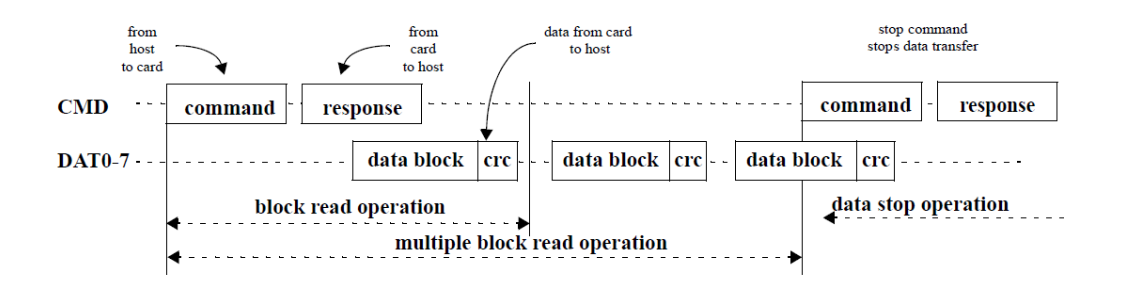 from
host
to card
from
card
to host
data from card
to host
stop command
stops data transfer
CMD command response command response
DAT0-7 data block crc data block crc data block crc
block read operation
data stop operation
multiple block read operation